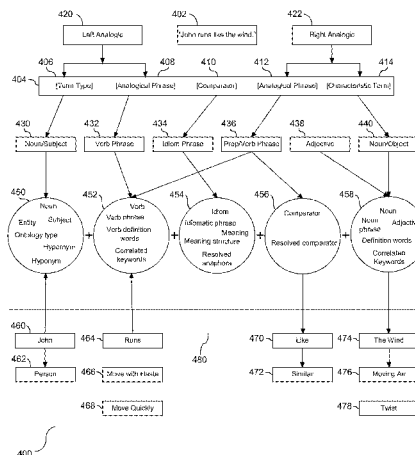 420
402
422
Left Analogic
"John runs like the wind."
Right Analogic
406
408
410
412
414
404
[Term Type]
[Analogical Phrase]
[Comparator]
[Analogical Phrase]
[Characteristic Term]
430
432
434
436
438
440
Noun/Subject
Verb Phrase
Idiom Phrase
Prep/Verb Phrase
Adjective
Noun/Object
450
Noun
Subject
Entity
Ontology type
Hypernym
Hyponym
+
452
Verb
Verb phrase
Verb definition
words
Correlated
keywords
+
454
Idiom
Idiomatic phrase
Meaning
Meaning structure
Resolved
anaphora
+
456
Comparator
Resolved comparator
+
458
Noun
Noun
phrase
Adjective
Definition words
Correlated
Keywords
460
John
462
Person
464
Runs
466
Move with Haste
468
Move Quickly
480
470
Like
472
Similar
474
The Wind
476
Moving Air
478
Twist
400